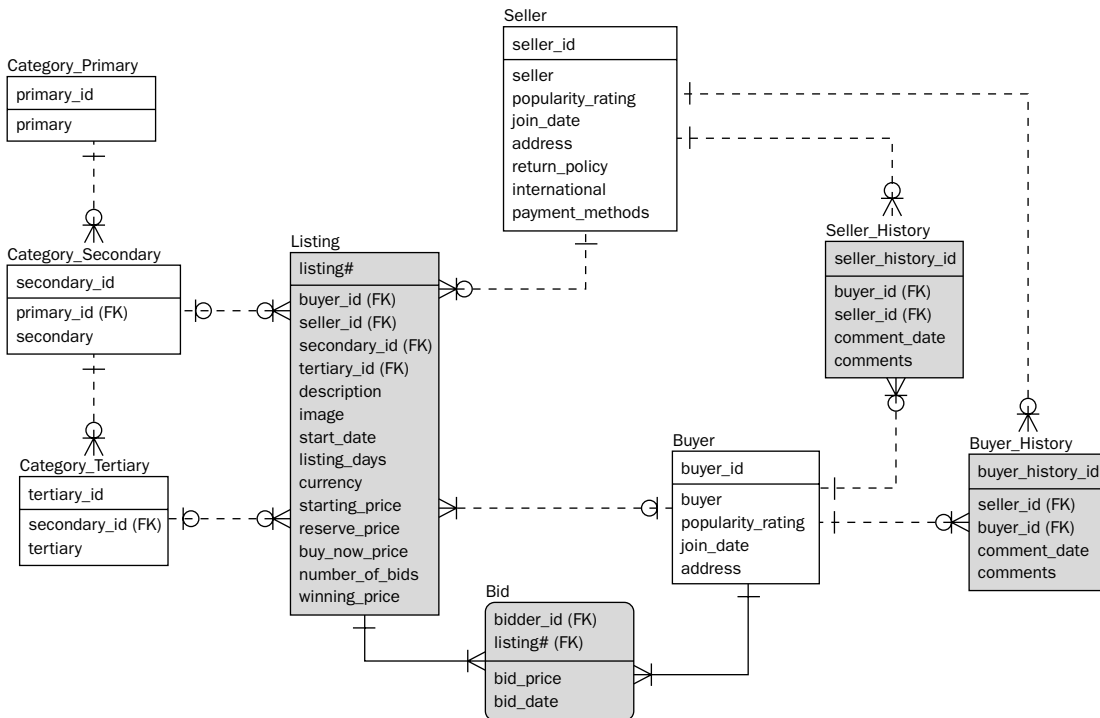 Seller
seller_id
seller
popularity_rating
join_date
address
return_policy
international
payment_methods
Category_Primary
primary_id
primary
Category_Secondary
secondary_id
primary_id (FK)
secondary
Category_Tertiary
tertiary_id
secondary_id (FK)
tertiary
Listing
listing#
buyer_id (FK)
seller_id (FK)
secondary_id (FK)
tertiary_id (FK)
description
image
start_date
listing_days
currency
starting_price
reserve_price
buy_now_price
number_of_bids
winning_price
Seller_History
seller_history_id
buyer_id (FK)
seller_id (FK)
comment_date
comments
Buyer
buyer_id
buyer
popularity_rating
join_date
address
Buyer_History
buyer_history_id
seller_id (FK)
buyer_id (FK)
comment_date
comments
Bid
bidder_id (FK)
listing# (FK)
bid_price
bid_date